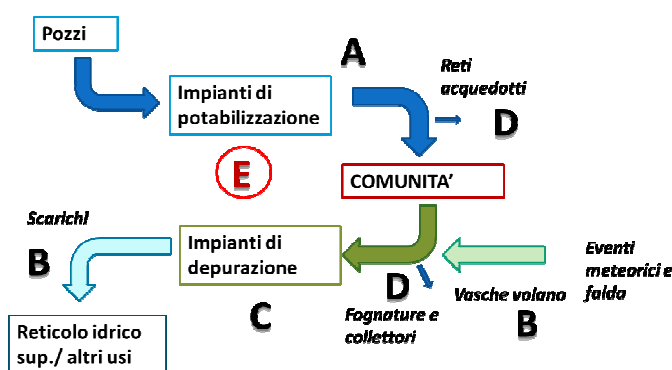 Pozzi
A
Reti
acquedotti
D
Impianti di
potabilizzazione
E
COMUNITA’
Scarichi
B
Impianti di
depurazione
C
D
Fognature e
collettori
Vasche volano
B
Eventi
meteorici e
falda
Reticolo idrico
sup./ altri usi